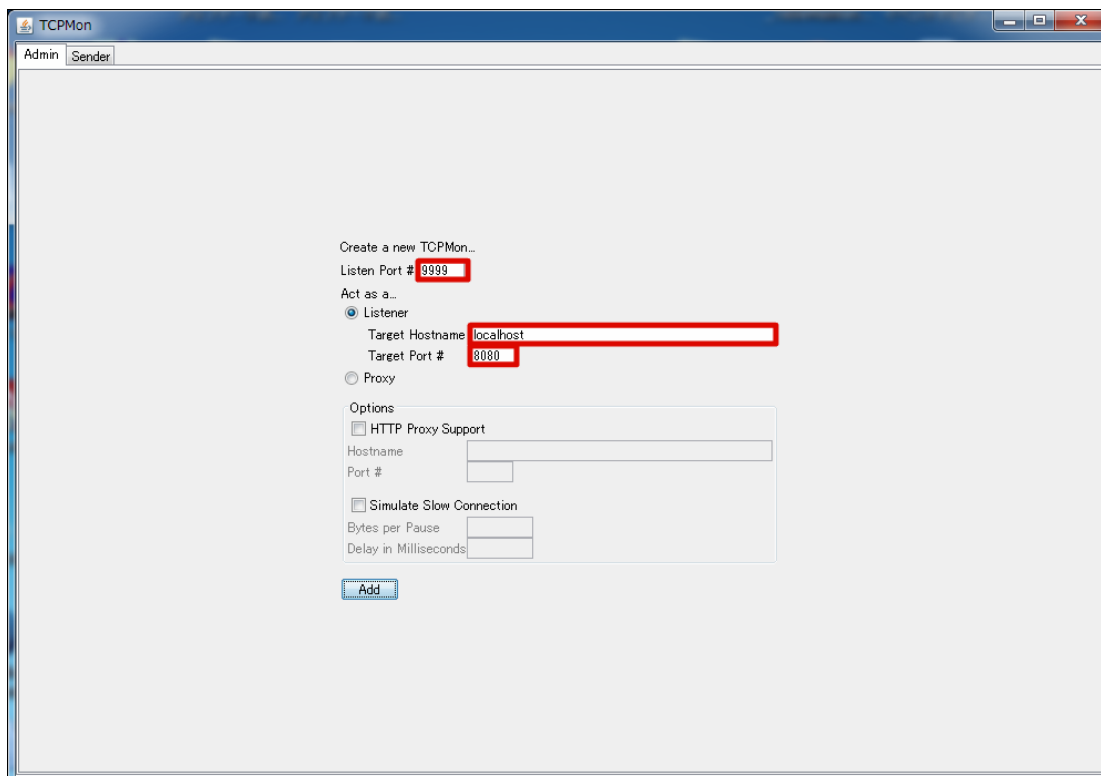 TCPMon
Admin Sender
Create a new TCPMon...
Listen Port # 9999
Act as a...
Listener
Target Hostname localhost
Target Port # 8080
Proxy
Options
HTTP Proxy Support
Hostname
Port #
Simulate Slow Connection
Bytes per Pause
Delay in Milliseconds
Add